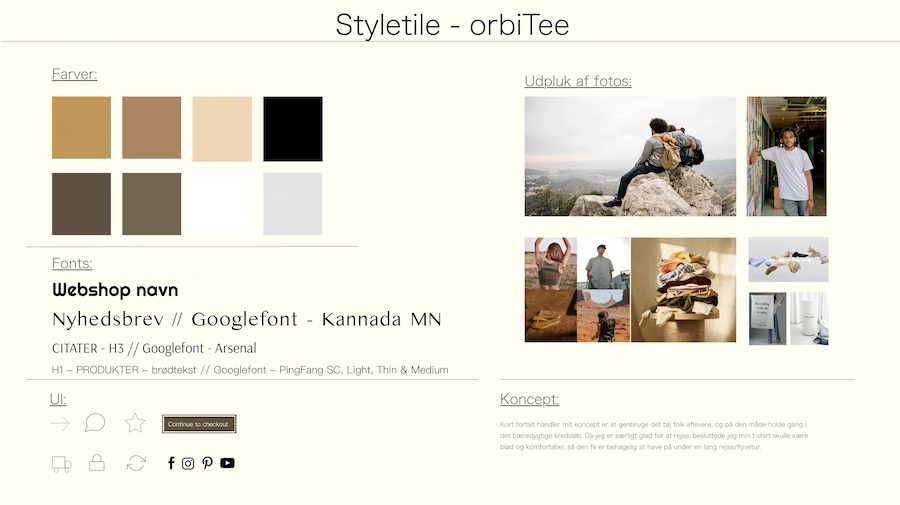 Styletile - orbiTee
Farver:
Udpluk af fotos:
Fonts:
Webshop navn
Nyhedsbrev // Googlefont - Kannada MN
CITATER - H3 // Googlefont - Arsenal
H1 – PRODUKTER – brødtekst // Googlefont – PingFang SC, Light, Thin & Medium
UI:
Continue to checkout
Koncept:
Kort fortalt handler mit koncept er at genbruge det tøj folk aflevere, og på den måde holde gang i
det bæredygtige kredsløb. Da jeg er særligt glad for at rejse, besluttede jeg min t-shirt skulle være
blød og komfortabel, så den fx er behagelig at have på under en lang rejse/flyvetur.